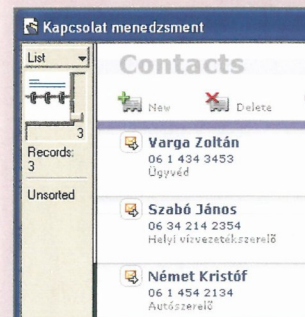 Kapcsolat menedzsment
List
Contacts
New Delete
3
Records:
3
Unsorted
Varga Zoltán
06 1 434 3453
Ügyvéd
Szabó János
06 34 214 2354
Helyi vízvezetékszerelő
Német Kristóf
06 1 454 2134
Autószerelő